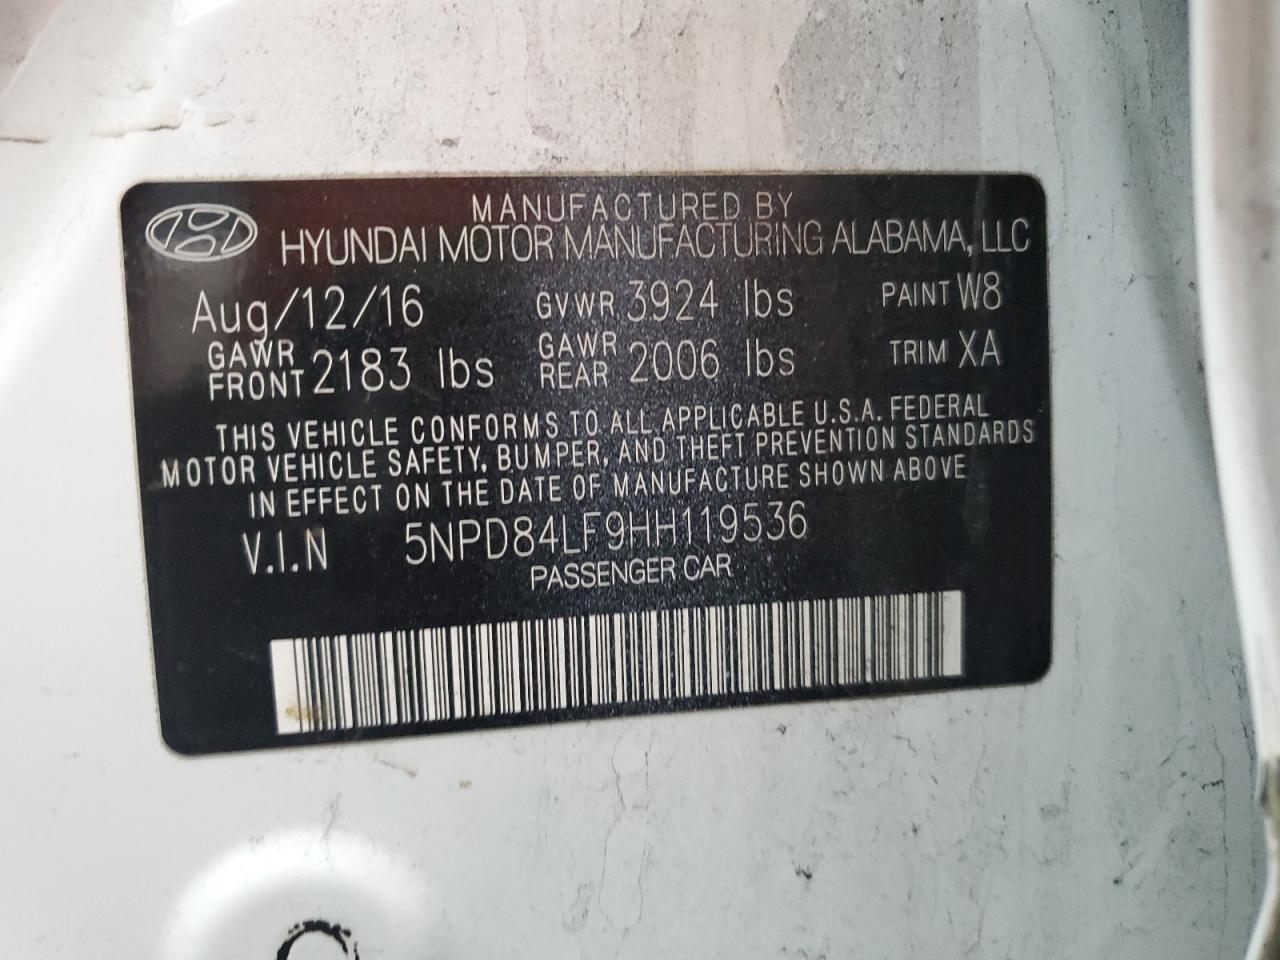 MANUFACTURED BY
HYUNDAI MOTOR MANUFACTURING ALABAMA, LLC
Aug/12/16 GVWR 3924 lbs PAINT W8
GAWR FRONT 2183 lbs GAWR REAR 2006 lbs TRIM XA
THIS VEHICLE CONFORMS TO ALL APPLICABLE U.S.A. FEDERAL
MOTOR VEHICLE SAFETY, BUMPER, AND THEFT PREVENTION STANDARDS
IN EFFECT ON THE DATE OF MANUFACTURE SHOWN ABOVE
V.I.N 5NPD84LF9HH119536
PASSENGER CAR